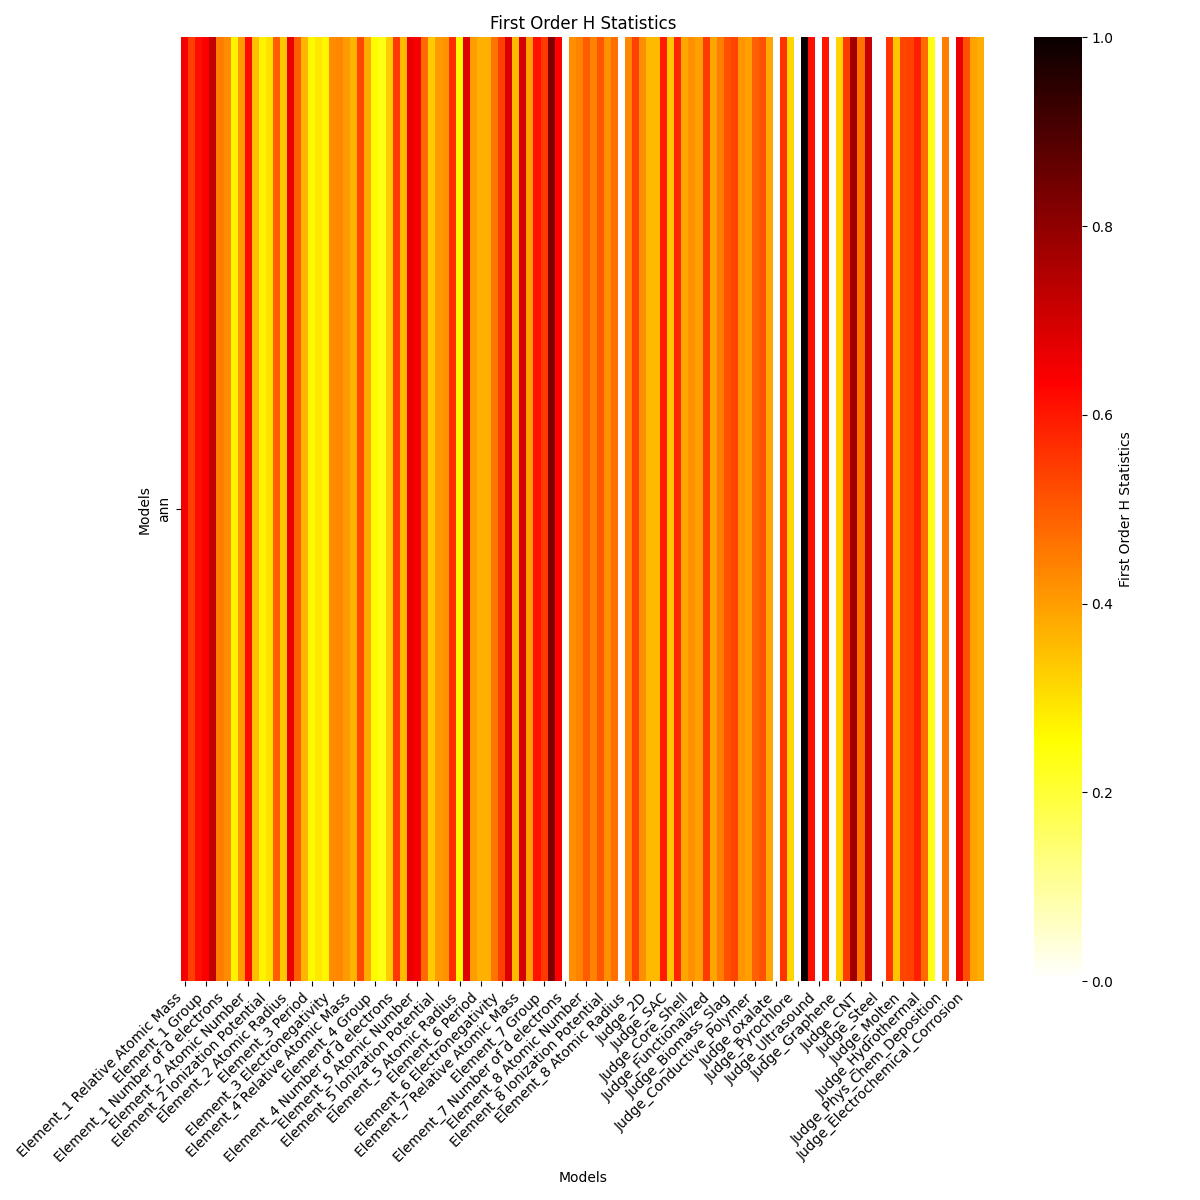 First Order H Statistics
Models
ann
Element_1 Relative Atomic Mass
Element_1 Group
Element_1 Number of d electrons
Element_2 Atomic Number
Element_2 Ionization Potential
Element_2 Atomic Radius
Element_3 Period
Element_3 Electronegativity
Element_4 Relative Atomic Mass
Element_4 Group
Element_4 Number of d electrons
Element_5 Atomic Number
Element_5 Ionization Potential
Element_5 Atomic Radius
Element_6 Period
Element_6 Electronegativity
Element_7 Relative Atomic Mass
Element_7 Group
Element_7 Number of d electrons
Element_8 Atomic Number
Element_8 Ionization Potential
Element_8 Atomic Radius
Judge_2D
Judge_SAC
Judge_Core_Shell
Judge_Functionalized
Judge_Biomass_Slag
Judge_Conductive_Polymer
Judge_oxalate
Judge_Pyrochlore
Judge_Ultrasound
Judge_Graphene
Judge_CNT
Judge_Steel
Judge_Molten
Judge_Hydrothermal
Judge_Phys_Chem_Deposition
Judge_Electrochemical_Corrosion
Models
1.0
0.8
0.6
0.4
0.2
0.0
First Order H Statistics